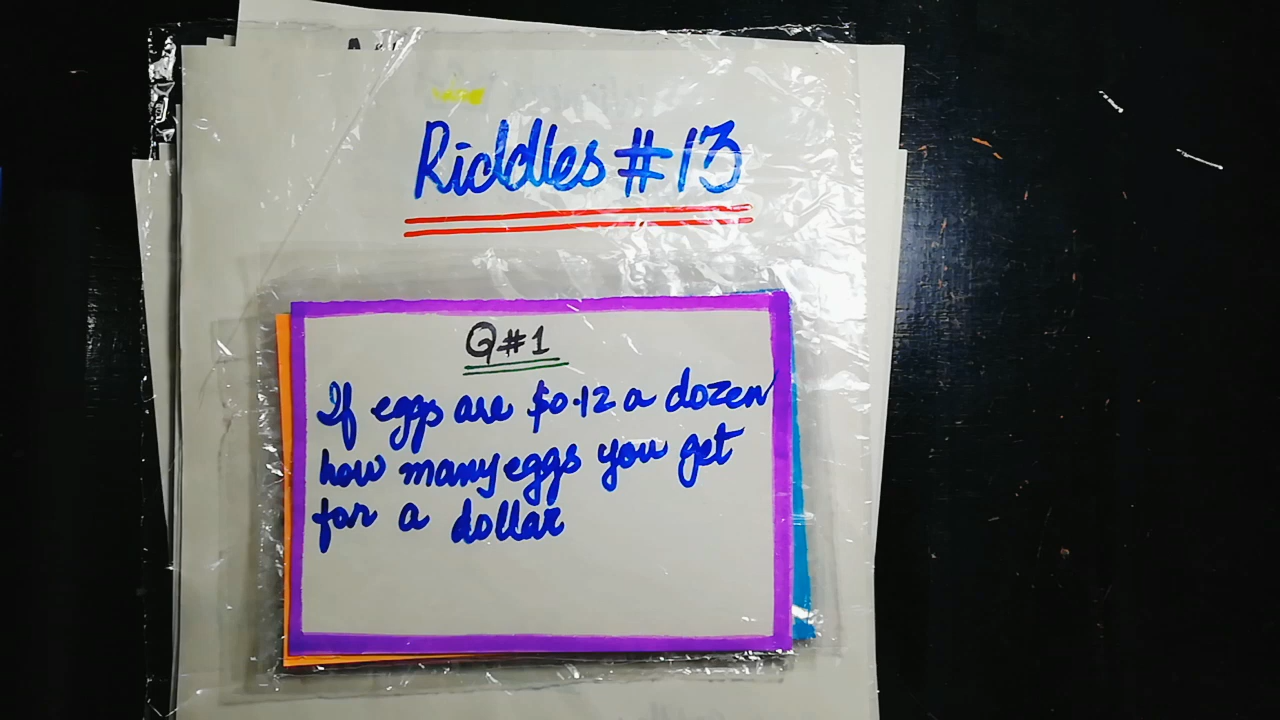 Riddles #13
Q#1
If eggs are $0.12 a dozen
how many eggs you get
for a dollar